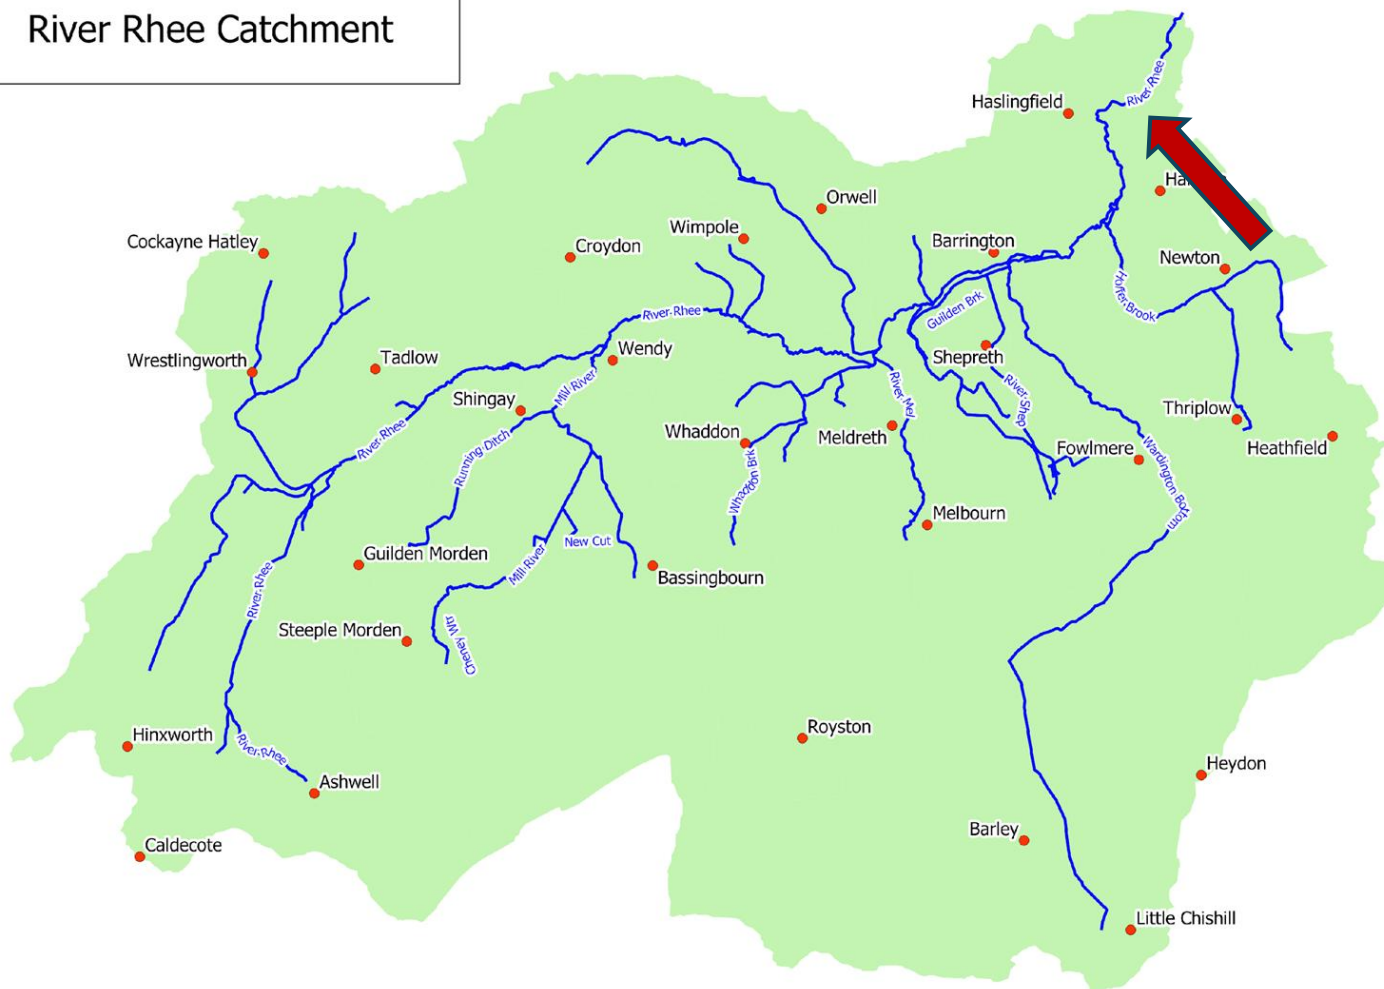 River Rhee Catchment
River Rhee
Haslingfield
Orwell
Wimpole
Cockayne Hatley
Croydon
Barrington
Newton
Holffer Brook
Guilden Brk
River Rhee
Wendy
Shepreth
Wrestlingworth
Tadlow
Mill River
River Mel
River Shep
Shingay
Thriplow
River Rhee
Running Ditch
Whaddon
Meldreth
Fowlmere
Heathfield
Whaddon Brk
Wardington Bottom
Melbourn
New Cut
Guilden Morden
Mill River
Bassingbourn
River Rhee
Steeple Morden
Cheney Wtr
Royston
Hinxworth
River Rhee
Heydon
Ashwell
Barley
Caldecote
Little Chishill